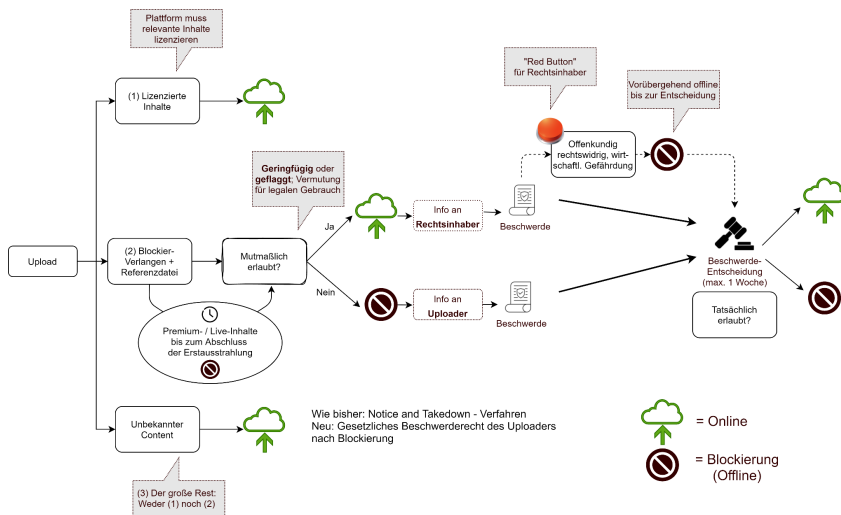 Plattform muss
relevante Inhalte
lizenzieren
"Red Button"
für Rechtsinhaber
Vorübergehend offline
bis zur Entscheidung
(1) Lizenzierte
Inhalte
Offenkundig
rechtswidrig, wirt-
schaftl. Gefährdung
Geringfügig oder
geflaggt; Vermutung
für legalen Gebrauch
Ja
Info an
Rechtsinhaber
Beschwerde
Upload
(2) Blockier-
Verlangen +
Referenzdatei
Mutmaßlich
erlaubt?
Beschwerde-
Entscheidung
(max. 1 Woche)
Nein
Info an
Uploader
Beschwerde
Tatsächlich
erlaubt?
Premium- / Live-Inhalte
bis zum Abschluss
der Erstausstrahlung
Unbekannter
Content
Wie bisher: Notice and Takedown - Verfahren
Neu: Gesetzliches Beschwerderecht des Uploaders
nach Blockierung
= Online
= Blockierung
(Offline)
(3) Der große Rest:
Weder (1) noch (2)